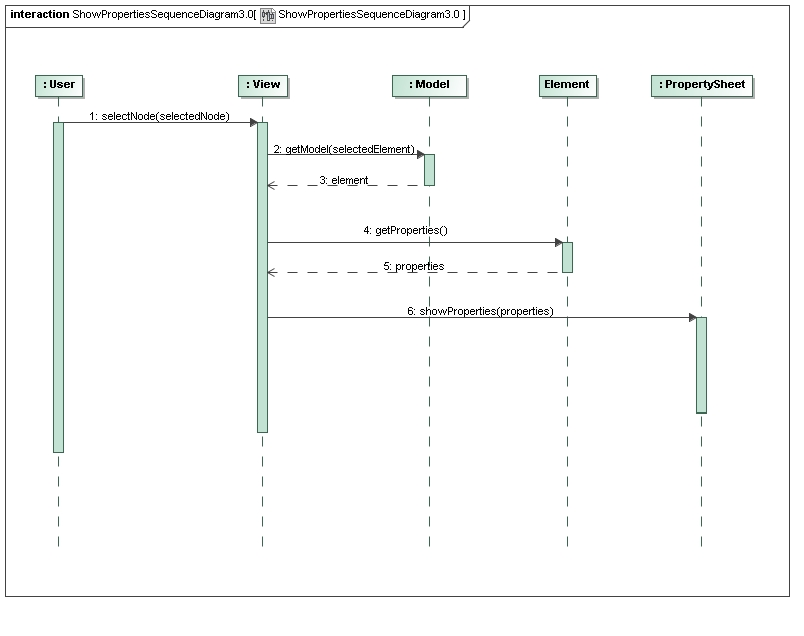 interaction ShowPropertiesSequenceDiagram3.0[ ShowPropertiesSequenceDiagram3.0 ]
: User : View : Model Element : PropertySheet
1: selectNode(selectedNode)
2: getModel(selectedElement)
3: element
4: getProperties()
5: properties
6: showProperties(properties)